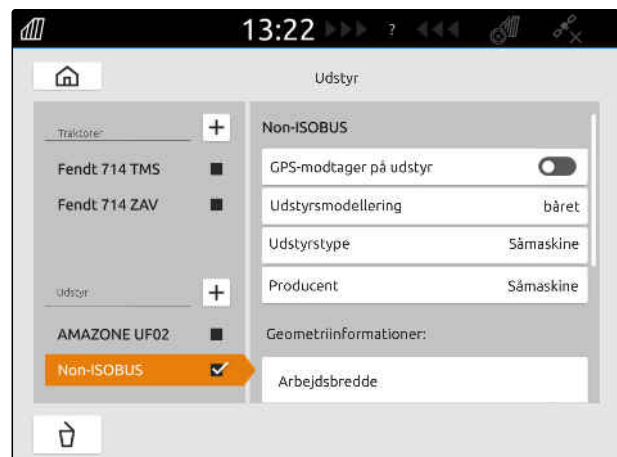 13:22
?
Udstyr
Traktorer
Fendt 714 TMS
Fendt 714 ZAV
Udstyr
AMAZONE UF02
Non-ISOBUS
Non-ISOBUS
GPS-modtager på udstyr
Udstyrsmodellering båret
Udstyrstype Såmaskine
Producent Såmaskine
Geometriinformationer:
Arbejdsbredde